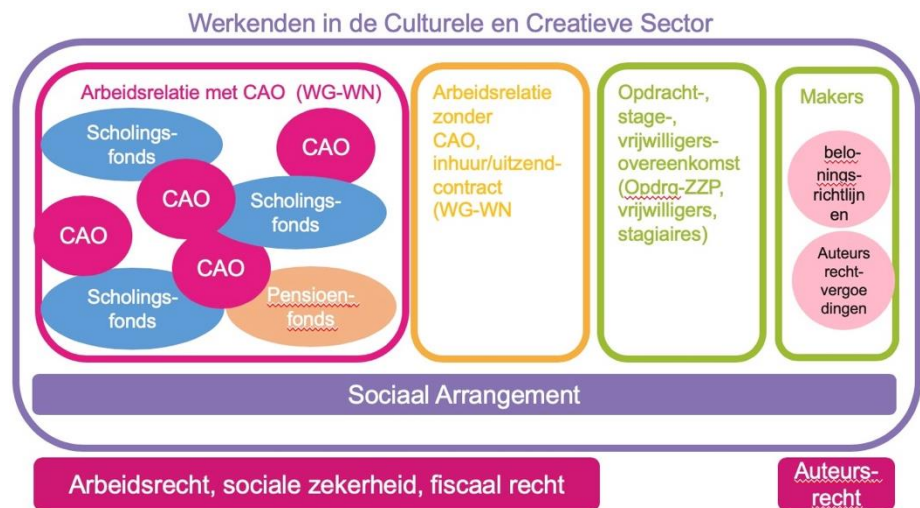 Werkenden in de Culturele en Creatieve Sector
Arbeidsrelatie met CAO (WG-WN)
Scholings-
fonds
CAO
CAO
Scholings-
fonds
CAO
CAO
Scholings-
fonds
Pensioen-
fonds
Arbeidsrelatie
zonder
CAO,
inhuur/uitzend-
contract
(WG-WN
Opdracht-,
stage-,
vrijwilligers-
overeenkomst
(Opdrg-ZZP,
vrijwilligers,
stagiaires)
Makers
belo-
nings-
richtlijn
en
Auteurs
recht-
vergoe
dingen
Sociaal Arrangement
Arbeidsrecht, sociale zekerheid, fiscaal recht
Auteurs-
recht